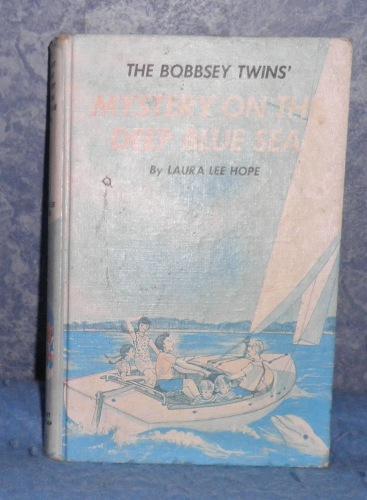 THE BOBBSEY TWINS'
MYSTERY ON THE
DEEP BLUE SEA
By LAURA LEE HOPE